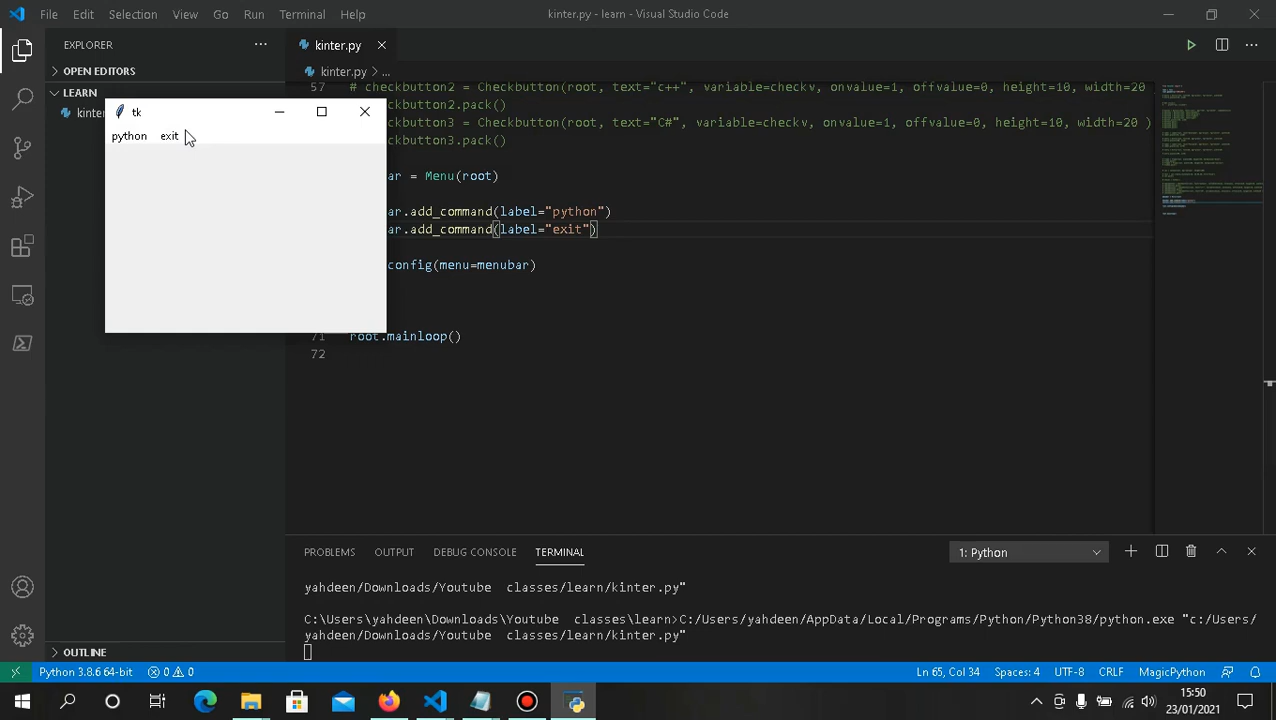 File Edit Selection View Go Run Terminal Help kinter.py - learn - Visual Studio Code
EXPLORER
kinter.py
OPEN EDITORS
kinter.py > ...
LEARN
57 # checkbutton2 = Checkbutton(root, text="c++", variable=checkv, onvalue=1, offvalue=0, height=10, width=20
kinter
tk
python exit
checkbutton2.pack
button(root, text="C#", variable=checkv, onvalue=1, offvalue=0, height=10, width=20 )
button3.pac
ar = Menu(root)
ar.add_command(label="python")
ar.add_command(label="exit")
config(menu=menubar)
71 root.mainloop()
72
PROBLEMS OUTPUT DEBUG CONSOLE TERMINAL 1: Python
yahdeen/Downloads/Youtube classes/learn/kinter.py"
C:\Users\yahdeen\Downloads\Youtube classes\learn>C:/Users/yahdeen/AppData/Local/Programs/Python/Python38/python.exe "c:/Users/
yahdeen/Downloads/Youtube classes/learn/kinter.py"
OUTLINE
Python 3.8.6 64-bit 0 0 Ln 65, Col 34 Spaces: 4 UTF-8 CRLF MagicPython
15:50
23/01/2021